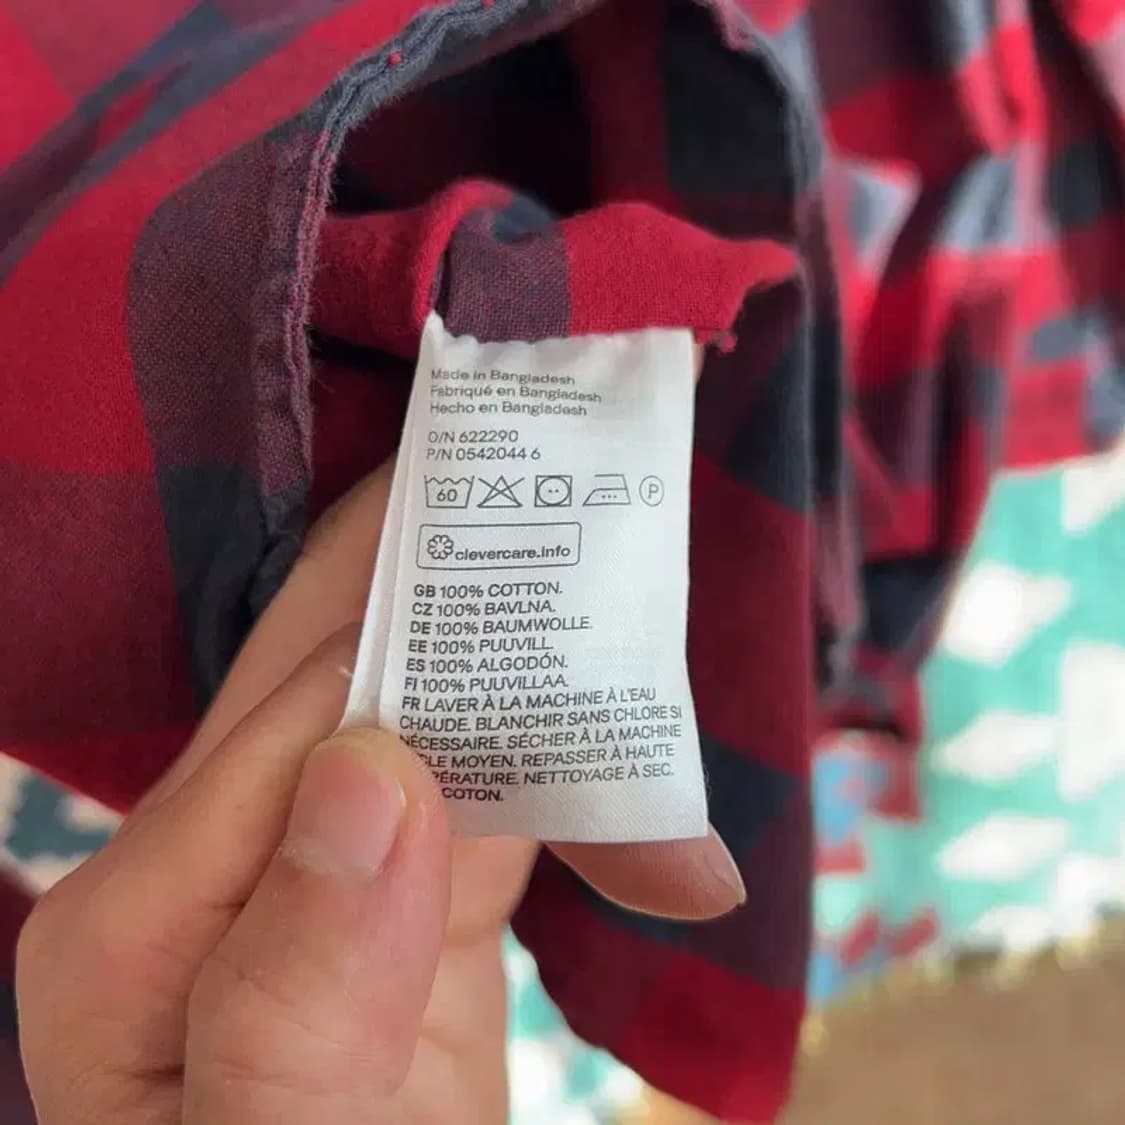 Made in Bangladesh
Fabriqué en Bangladesh
Hecho en Bangladesh
O/N 622290
P/N 0542044 6
60 P
clevercare.info
GB 100% COTTON.
CZ 100% BAVLNA.
DE 100% BAUMWOLLE.
EE 100% PUUVILL.
ES 100% ALGODÓN.
FI 100% PUUVILLAA.
FR LAVER À LA MACHINE À L'EAU
CHAUDE. BLANCHIR SANS CHLORE SI
NÉCESSAIRE. SÉCHER À LA MACHINE
MOYEN. REPASSER À HAUTE
NETTOYAGE À SEC.
COTON.